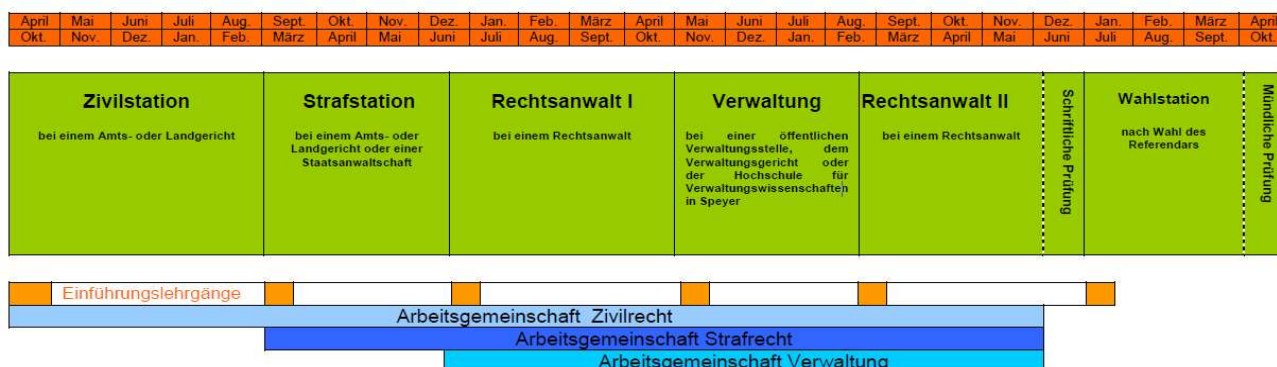 April Mai Juni Juli Aug. Sept. Okt. Nov. Dez. Jan. Feb. März April Mai Juni Juli Aug. Sept. Okt. Nov. Dez. Jan. Feb. März April
Okt. Nov. Dez. Jan. Feb. März April Mai Juni Juli Aug. Sept. Okt. Nov. Dez. Jan. Feb. März April Mai Juni Juli Aug. Sept. Okt.
Zivilstation
bei einem Amts- oder Landgericht
Strafstation
bei einem Amts- oder
Landgericht oder einer
Staatsanwaltschaft
Rechtsanwalt I
bei einem Rechtsanwalt
Verwaltung
bei einer öffentlichen
Verwaltungsstelle, dem
Verwaltungsgericht oder
der Hochschule für
Verwaltungswissenschaften
in Speyer
Rechtsanwalt II
bei einem Rechtsanwalt
Schriftliche Prüfung
Wahlstation
nach Wahl des
Referendars
Mündliche Prüfung
Einführungslehrgänge
Arbeitsgemeinschaft Zivilrecht
Arbeitsgemeinschaft Strafrecht
Arbeitsgemeinschaft Verwaltung